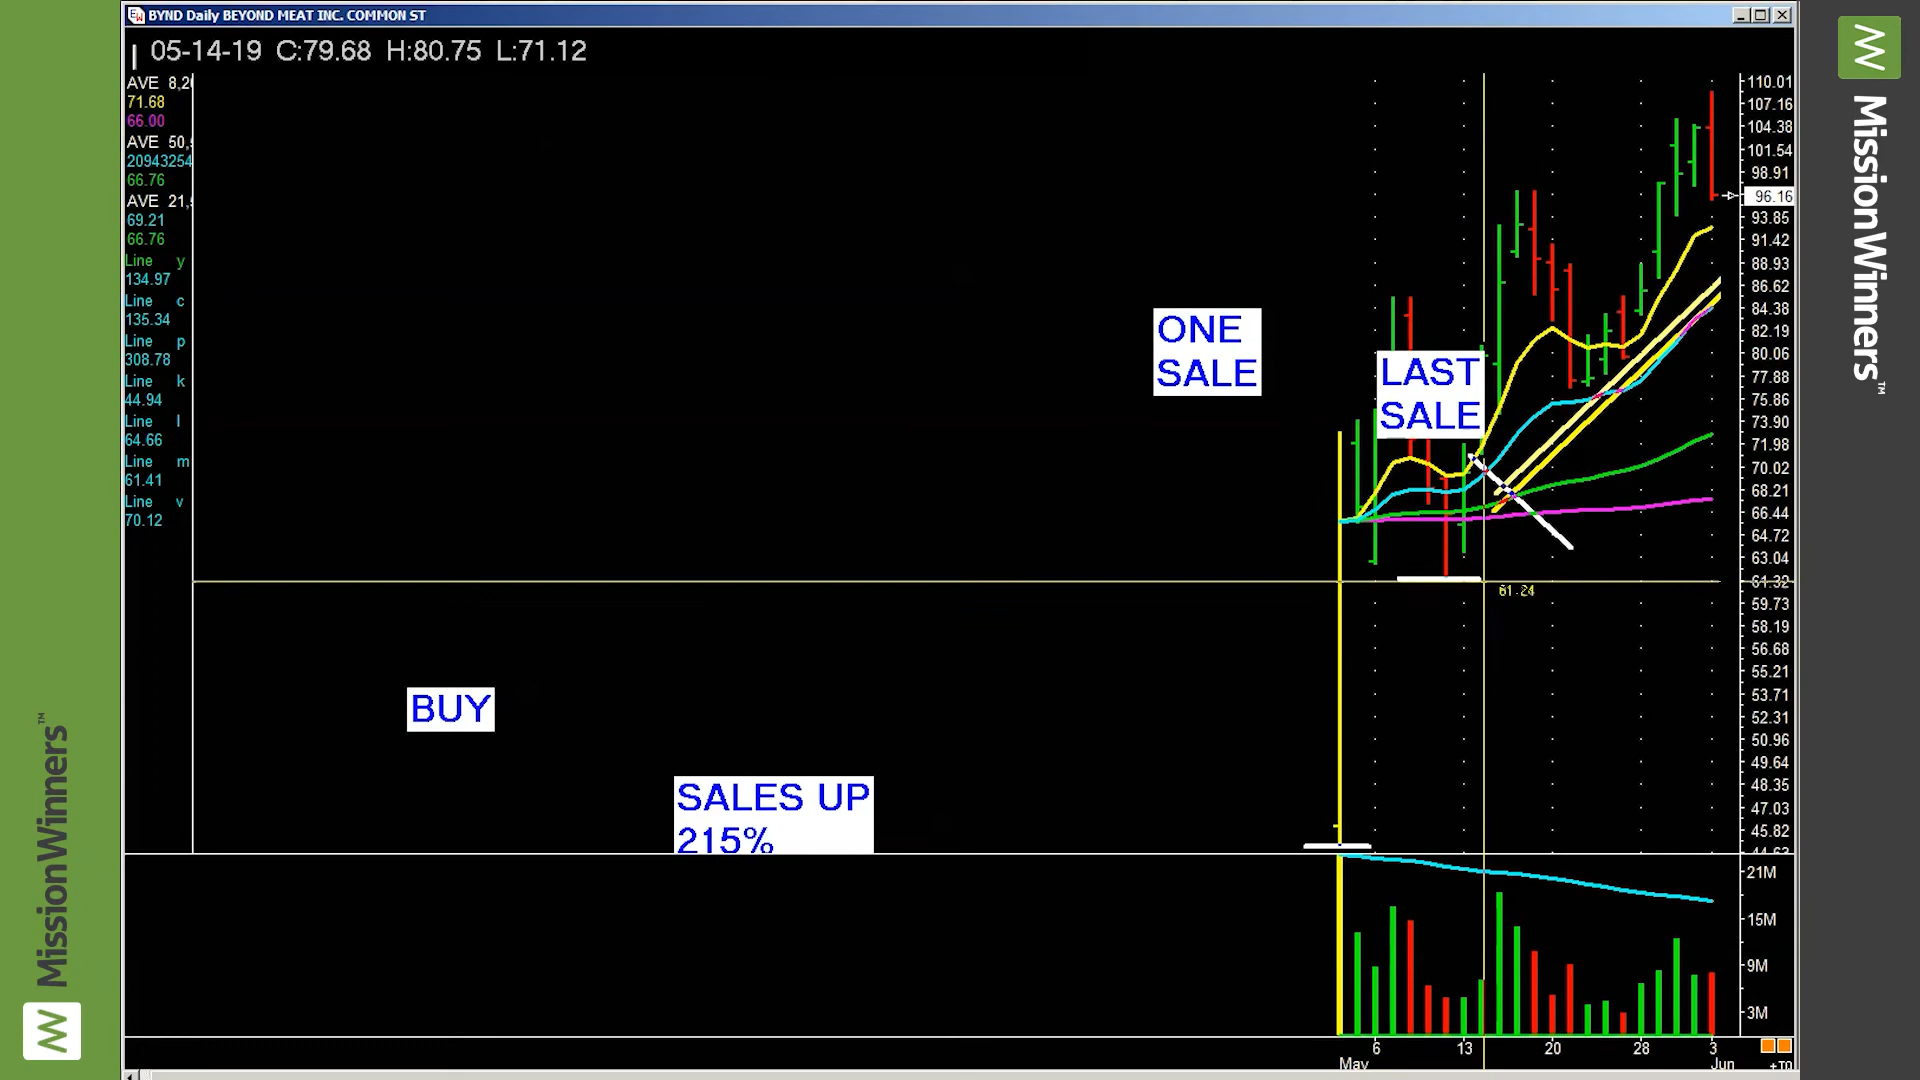 BYND Daily BEYOND MEAT INC. COMMON ST
05-14-19 C:79.68 H:80.75 L:71.12
AVE 8,20
71.68
66.00
AVE 50,
20943254
66.76
AVE 21,
69.21
66.76
Line y
134.97
Line c
135.34
Line p
308.78
Line k
44.94
Line l
64.66
Line m
61.41
Line v
70.12
ONE
SALE
LAST
SALE
BUY
SALES UP
215%
61.24
110.01
107.16
104.38
101.54
98.91
96.16
93.85
91.42
88.93
86.62
84.38
82.19
80.06
77.88
75.86
73.90
71.98
70.02
68.21
66.44
64.72
63.04
61.32
59.73
58.19
56.68
55.21
53.71
52.31
50.96
49.64
48.35
47.03
45.82
44.63
21M
15M
9M
3M
6 13 20 28 3
May Jun
MissionWinners™
MissionWinners™